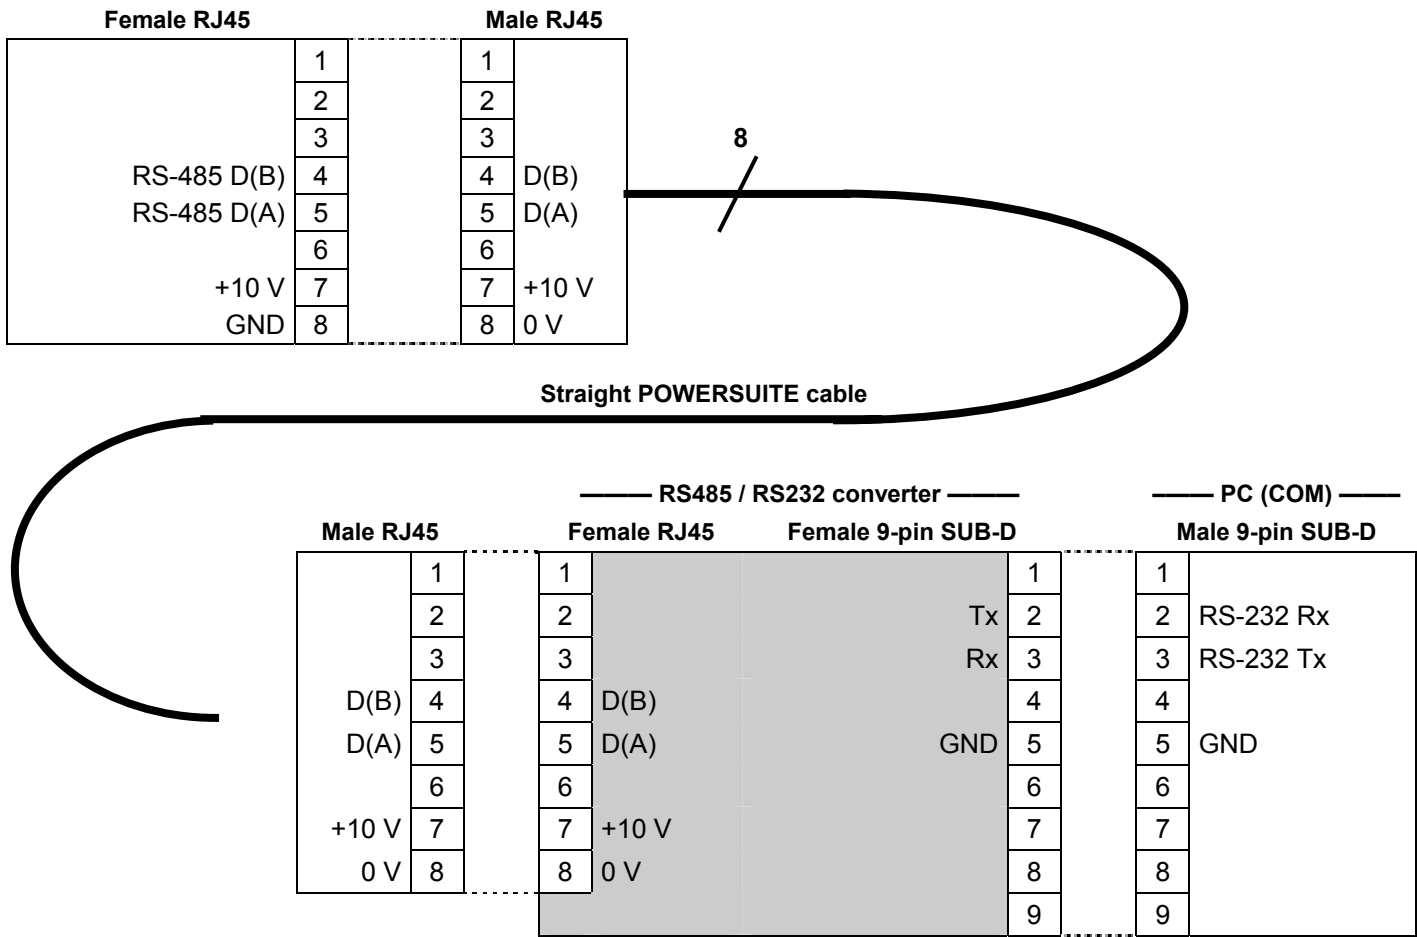 Female RJ45 Male RJ45
1 1
2 2
3 3
8
RS-485 D(B) 4 4 D(B)
RS-485 D(A) 5 5 D(A)
6 6
+10 V 7 7 +10 V
GND 8 8 0 V
Straight POWERSUITE cable
RS485 / RS232 converter PC (COM)
Male RJ45 Female RJ45 Female 9-pin SUB-D Male 9-pin SUB-D
1 1 1 1
2 2 Tx 2 2 RS-232 Rx
3 3 Rx 3 3 RS-232 Tx
D(B) 4 4 D(B) 4 4
D(A) 5 5 D(A) GND 5 5 GND
6 6 6 6
+10 V 7 7 +10 V 7 7
0 V 8 8 0 V 8 8
9 9